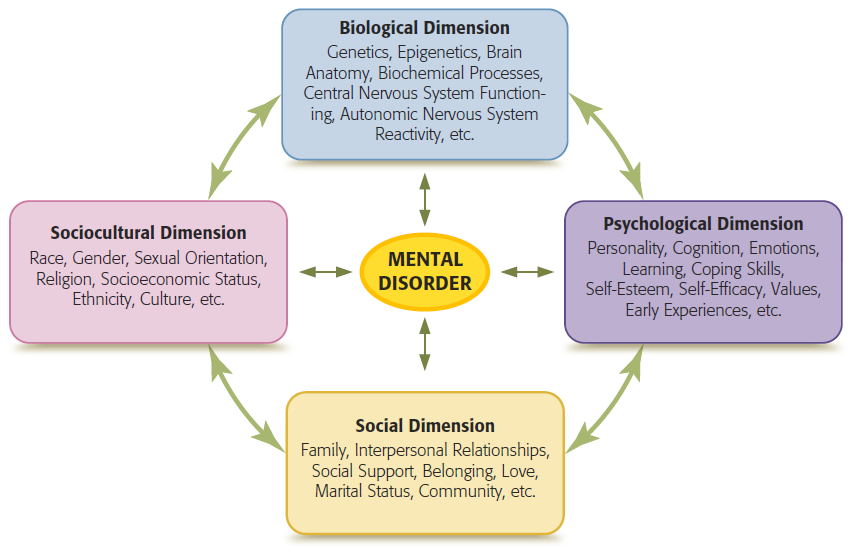 Biological Dimension
Genetics, Epigenetics, Brain
Anatomy, Biochemical Processes,
Central Nervous System Function-
ing, Autonomic Nervous System
Reactivity, etc.
Sociocultural Dimension
Race, Gender, Sexual Orientation,
Religion, Socioeconomic Status,
Ethnicity, Culture, etc.
MENTAL
DISORDER
Psychological Dimension
Personality, Cognition, Emotions,
Learning, Coping Skills,
Self-Esteem, Self-Efficacy, Values,
Early Experiences, etc.
Social Dimension
Family, Interpersonal Relationships,
Social Support, Belonging, Love,
Marital Status, Community, etc.